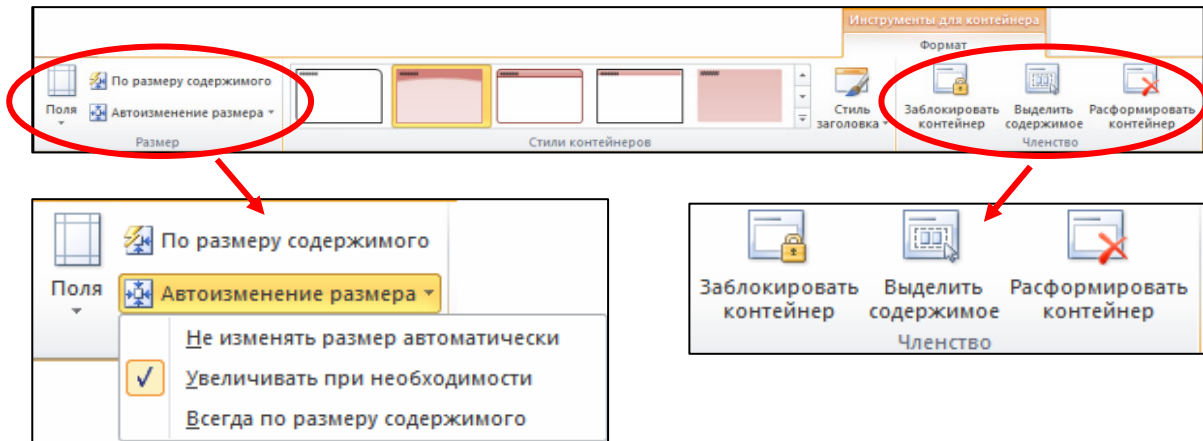 Инструменты для контейнера
Формат
Поля
По размеру содержимого
Автоизменение размера
Размер
Стили контейнеров
Стиль
заголовка
Заблокировать
контейнер
Выделить
содержимое
Расформировать
контейнер
Членство
Поля
По размеру содержимого
Автоизменение размера
Не изменять размер автоматически
Увеличивать при необходимости
Всегда по размеру содержимого
Заблокировать
контейнер
Выделить
содержимое
Расформировать
контейнер
Членство